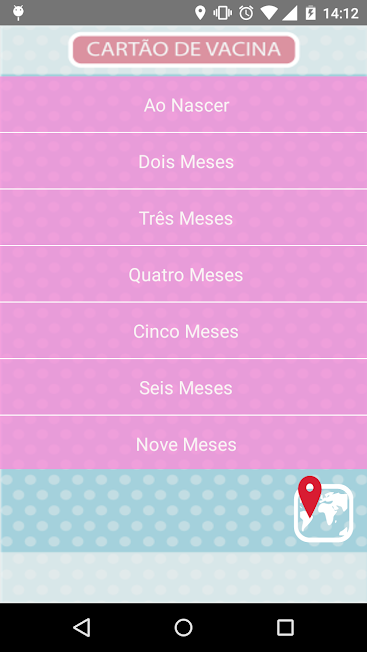 14:12
CARTÃO DE VACINA
Ao Nascer
Dois Meses
Três Meses
Quatro Meses
Cinco Meses
Seis Meses
Nove Meses